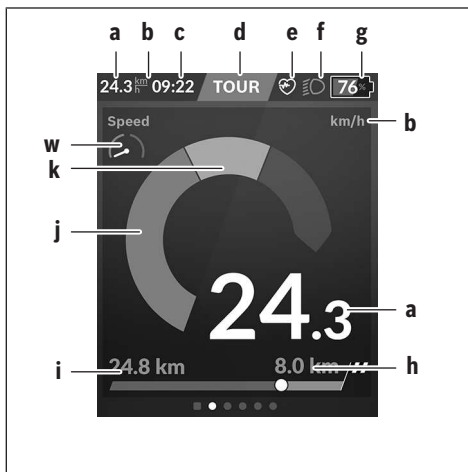 a b c d e f g
24.3 km/h 09:22 TOUR 76%
Speed km/h b
w
k
j
24.3 a
i 24.8 km 8.0 km h